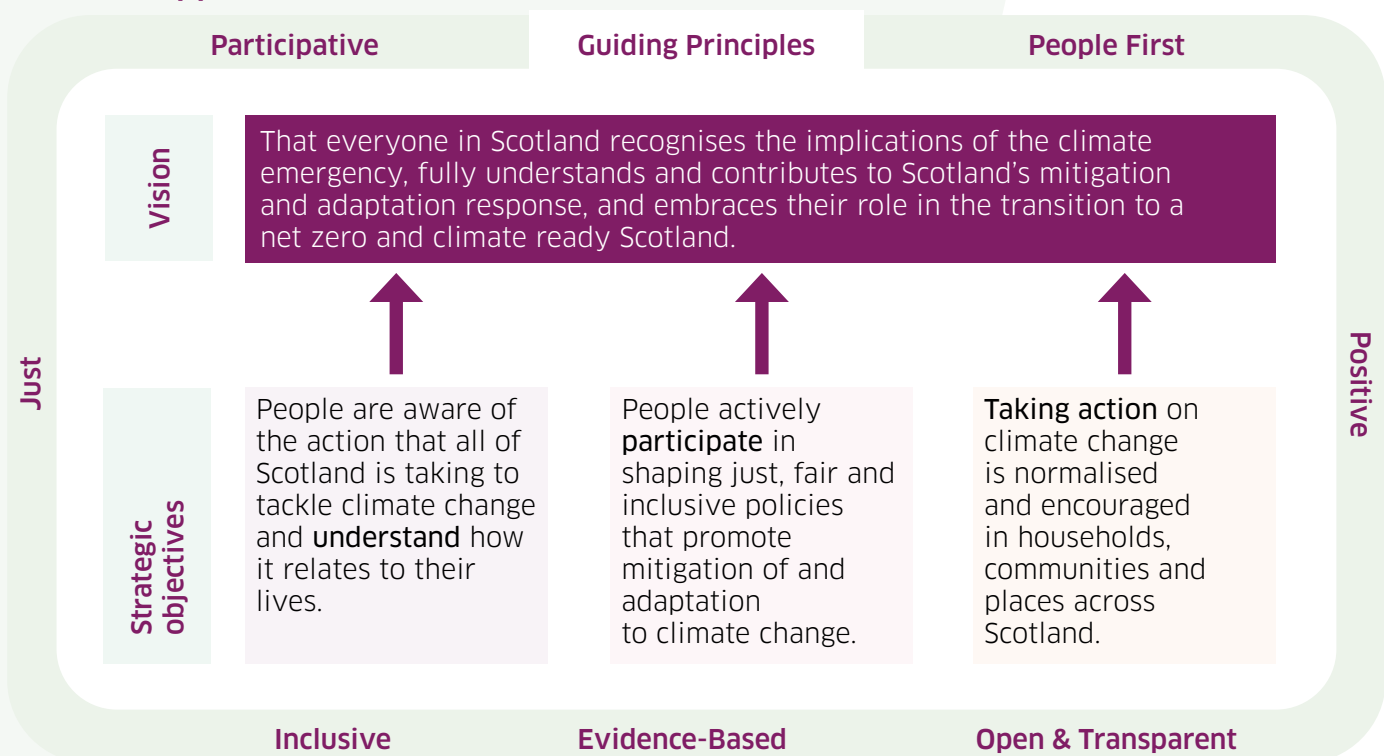 Participative
Guiding Principles
People First
Vision
That everyone in Scotland recognises the implications of the climate
emergency, fully understands and contributes to Scotland's mitigation
and adaptation response, and embraces their role in the transition to a
net zero and climate ready Scotland.
Just
Positive
Strategic
objectives
People are aware of
the action that all of
Scotland is taking to
tackle climate change
and understand how
it relates to their
lives.
People actively
participate in
shaping just, fair and
inclusive policies
that promote
mitigation of and
adaptation
to climate change.
Taking action on
climate change
is normalised
and encouraged
in households,
communities and
places across
Scotland.
Inclusive
Evidence-Based
Open & Transparent